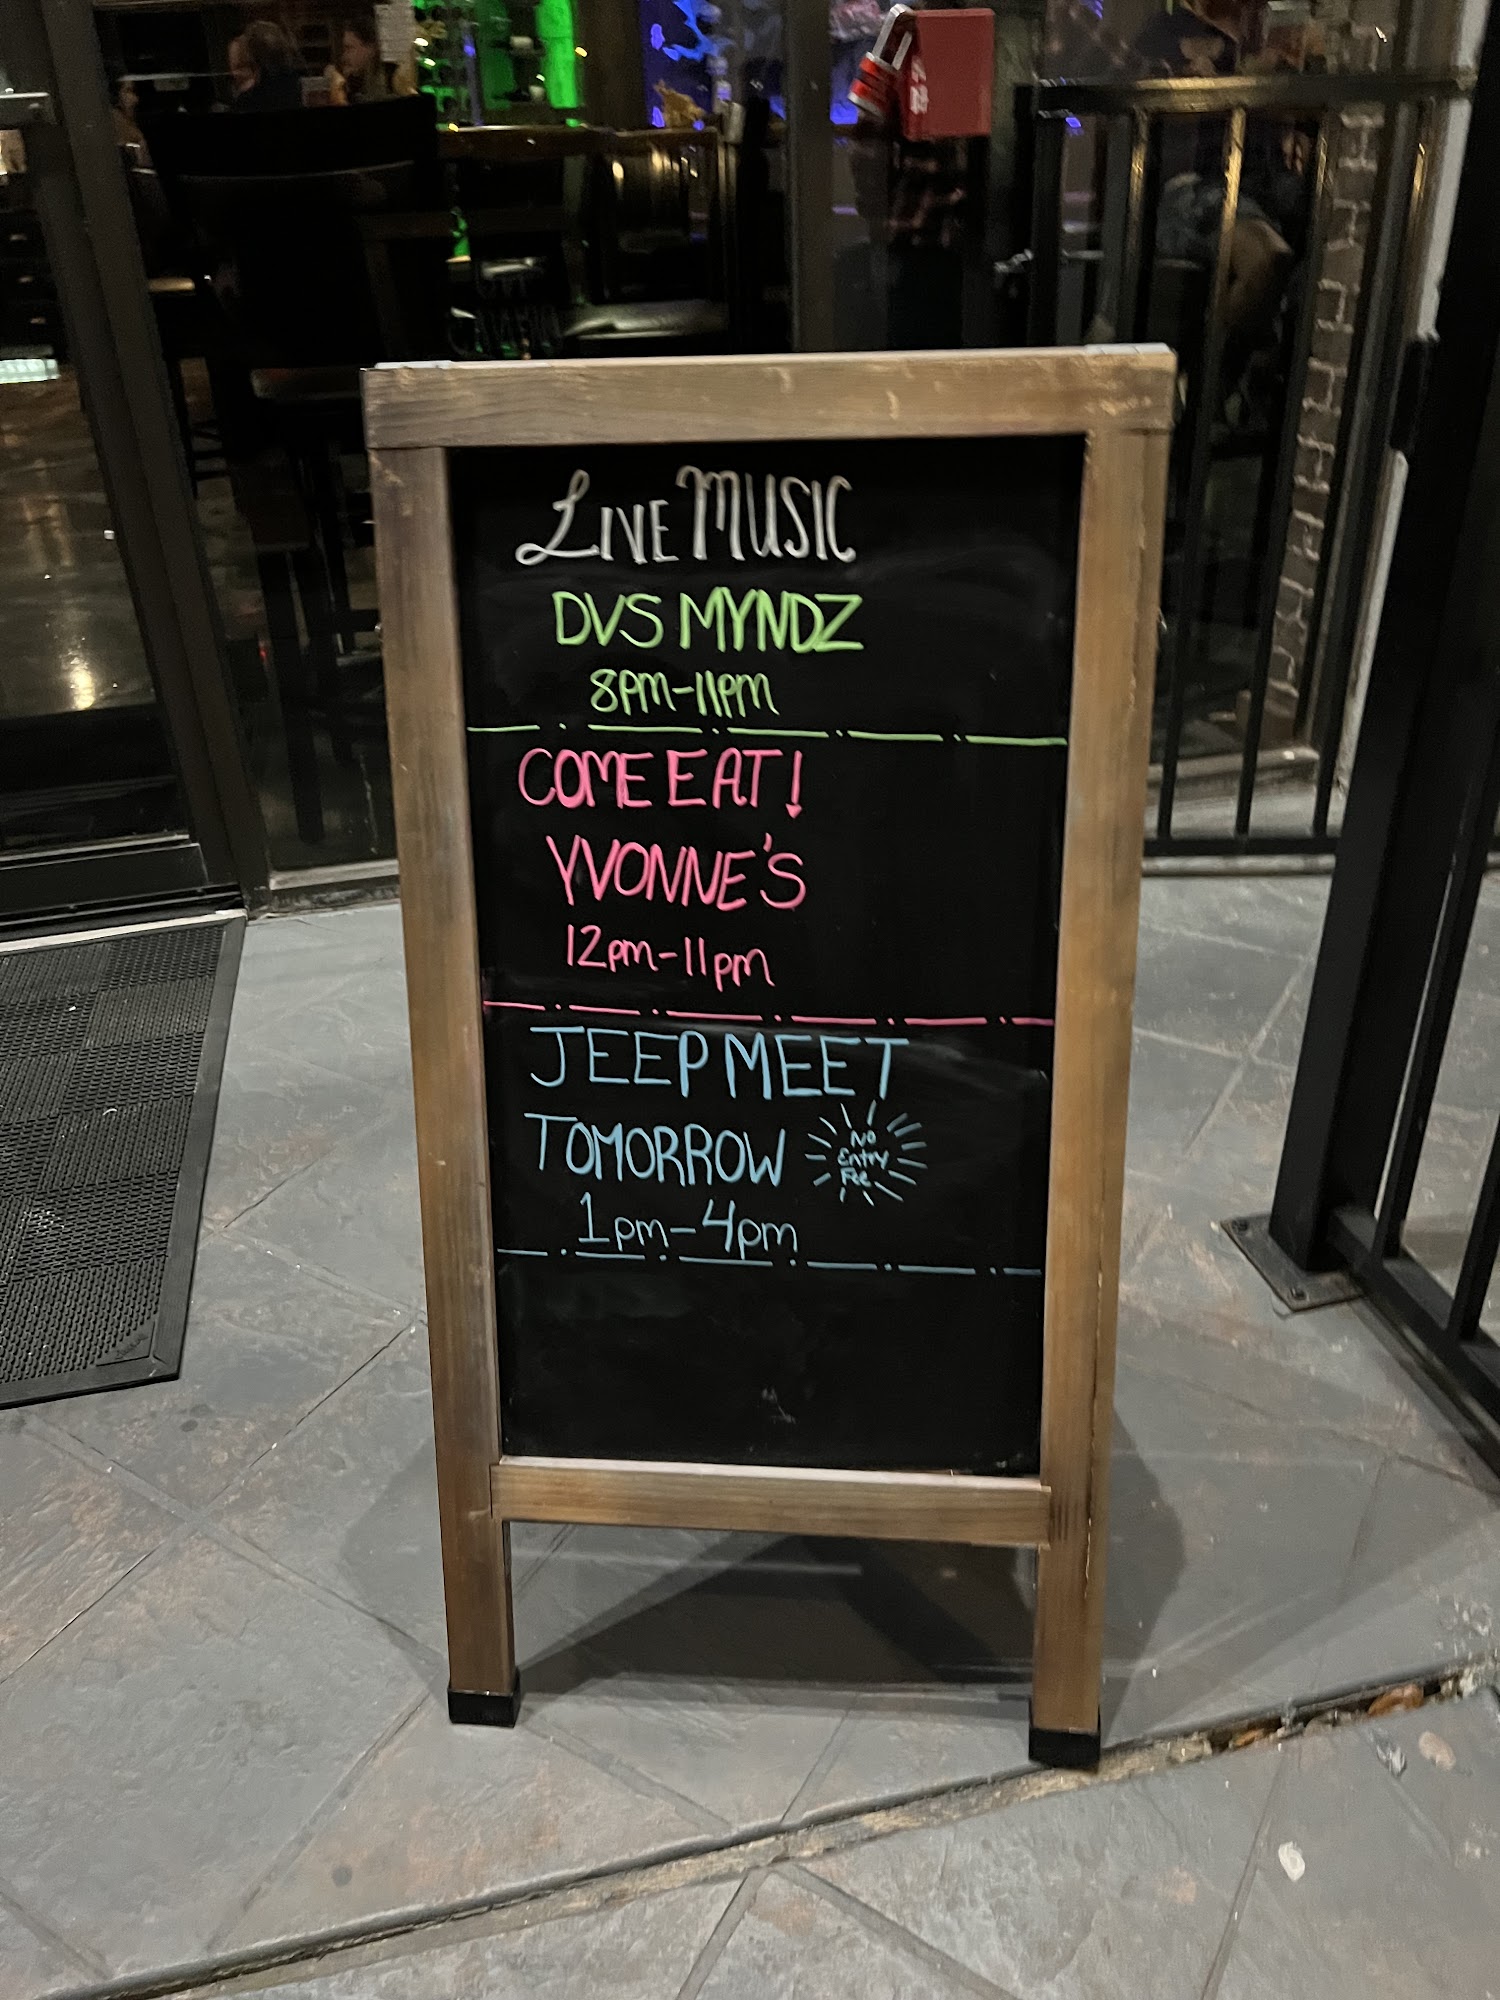 LIVE MUSIC
DVS MYNDZ
8pm-11pm
COME EAT!
YVONNE'S
12pm-11pm
JEEP MEET
TOMORROW
No
Entry
Fee
1pm-4pm